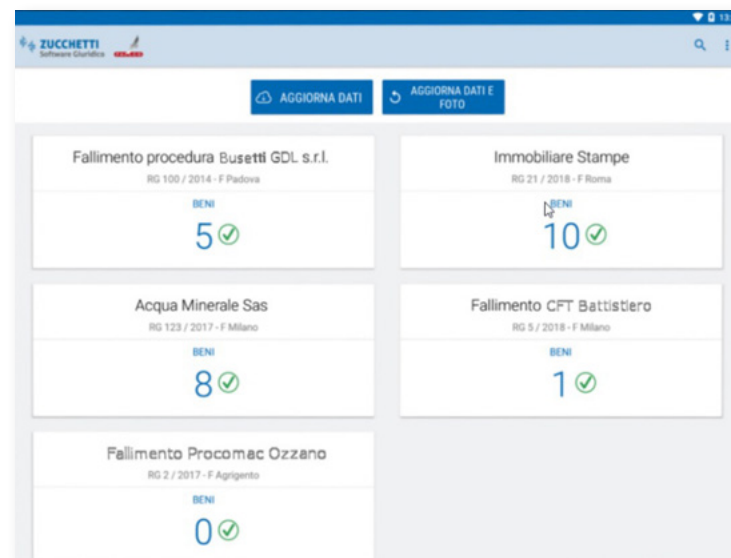 13
ZUCCHETTI
Software Giuridico
AGGIORNA DATI
AGGIORNA DATI E
FOTO
Fallimento procedura Busetti GDL s.r.l.
RG 100 / 2014 - F Padova
BENI
5
Immobiliare Stampe
RG 21 / 2018 - F Roma
BENI
10
Acqua Minerale Sas
RG 123 / 2017 - F Milano
BENI
8
Fallimento CFT Battistiero
RG 5 / 2018 - F Milano
BENI
1
Fallimento Procomac Ozzano
RG 2 / 2017 - F Agrigento
BENI
0